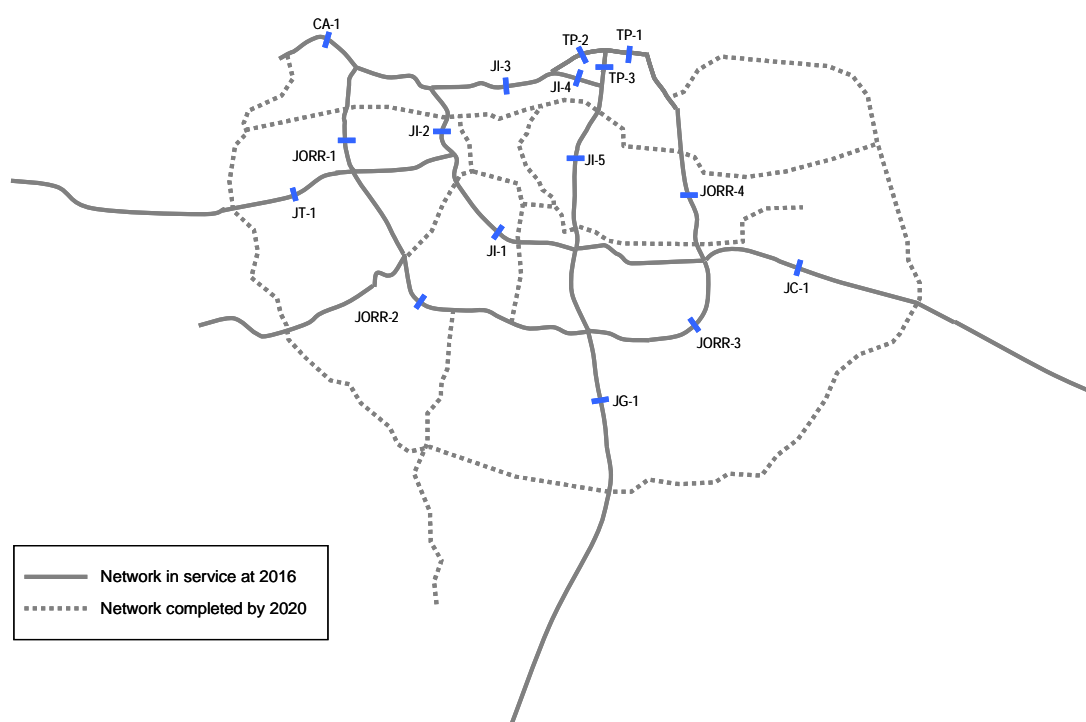 CA-1
TP-2
TP-1
JI-3
TP-3
JI-4
JI-2
JORR-1
JI-5
JORR-4
JT-1
JI-1
JC-1
JORR-2
JORR-3
JG-1
Network in service at 2016
Network completed by 2020